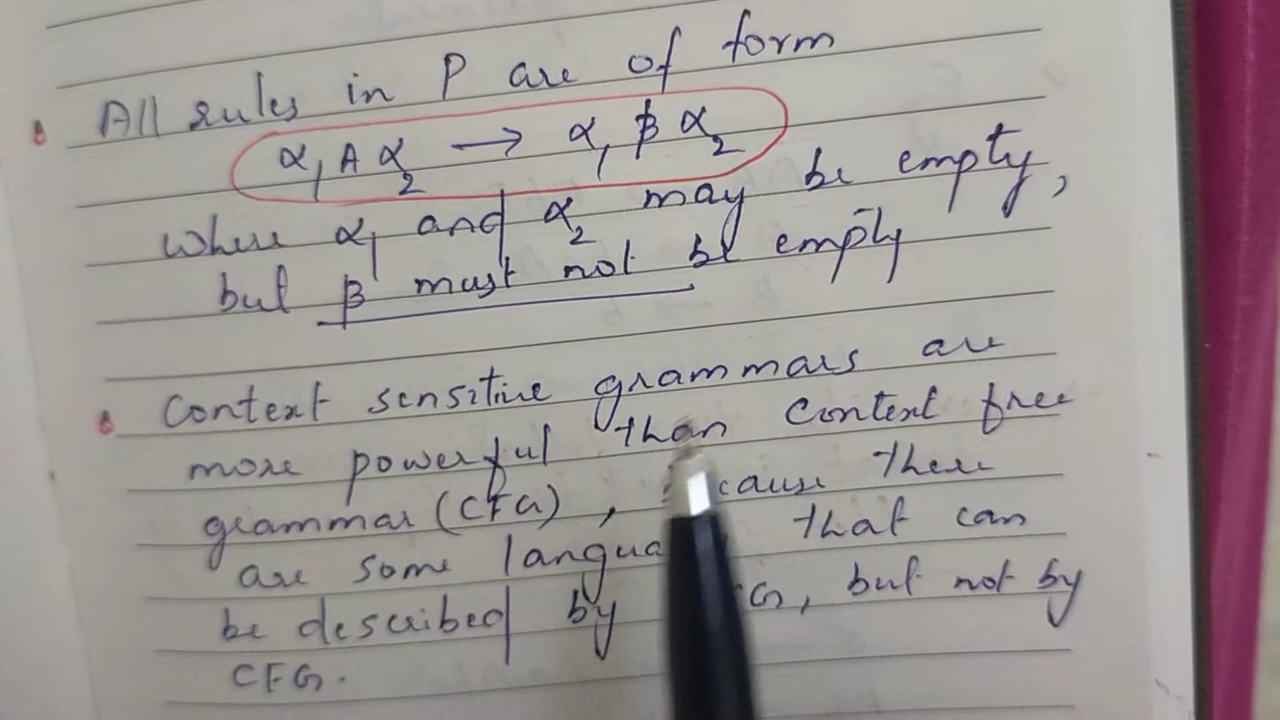 All rules in P are of form
α₁ A α₂ → α₁ β α₂
where α₁ and α₂ may be empty,
but β must not be empty
Context sensitive grammars are
more powerful than Context free
grammar (CFG), because there
are some langua that can
be described by G, but not by
CFG.